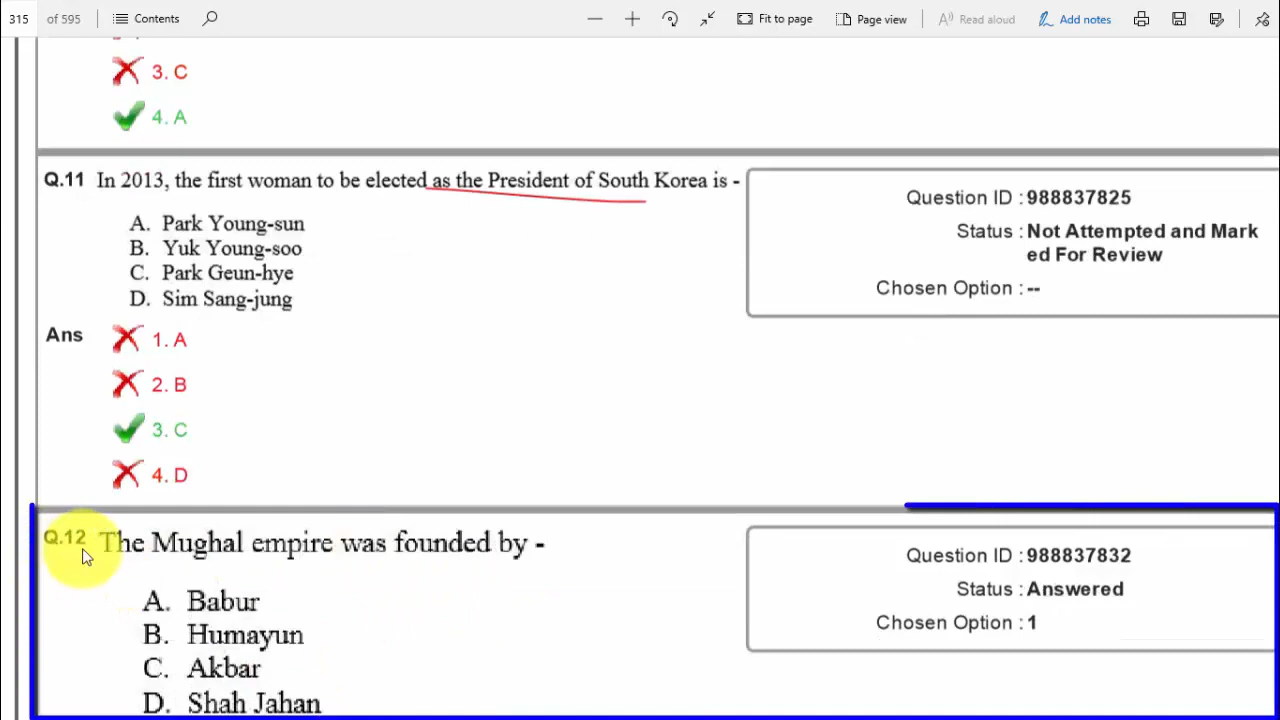 315 of 595 Contents Fit to page Page view Read aloud Add notes
3. C
4. A
Q.11 In 2013, the first woman to be elected as the President of South Korea is -
A. Park Young-sun
B. Yuk Young-soo
C. Park Geun-hye
D. Sim Sang-jung
Question ID : 988837825
Status : Not Attempted and Mark
ed For Review
Chosen Option : --
Ans 1. A
2. B
3. C
4. D
Q.12 The Mughal empire was founded by -
A. Babur
B. Humayun
C. Akbar
D. Shah Jahan
Question ID : 988837832
Status : Answered
Chosen Option : 1